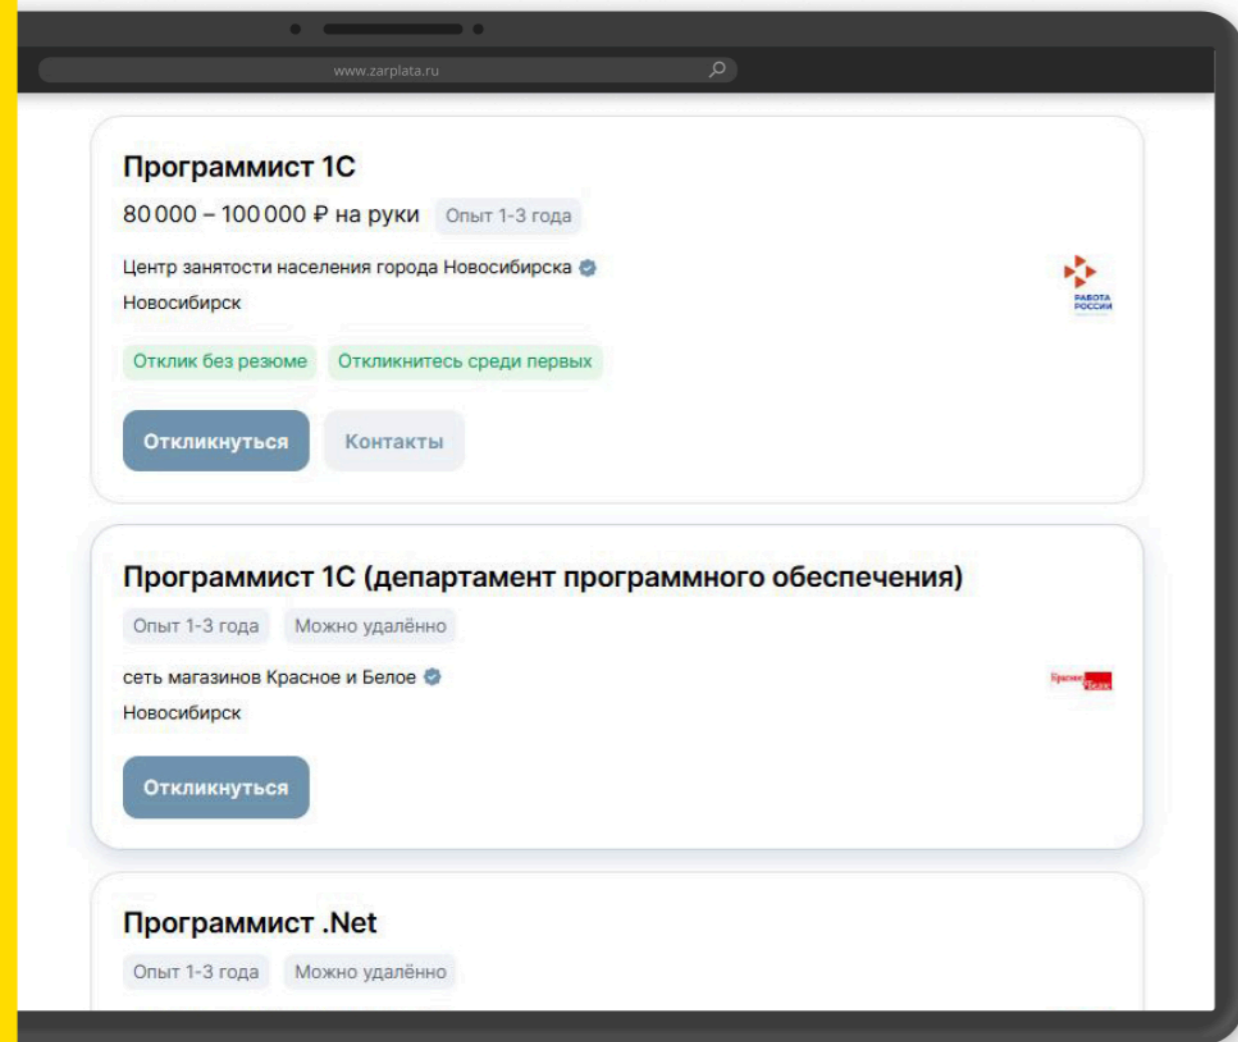 www.zarplata.ru
Программист 1С
80 000 – 100 000 ₽ на руки Опыт 1-3 года
Центр занятости населения города Новосибирска
Новосибирск
РАБОТА
РОССИИ
Отклик без резюме Откликнитесь среди первых
Откликнуться Контакты
Программист 1С (департамент программного обеспечения)
Опыт 1-3 года Можно удалённо
сеть магазинов Красное и Белое
Красное
&Белое
Новосибирск
Откликнуться
Программист .Net
Опыт 1-3 года Можно удалённо